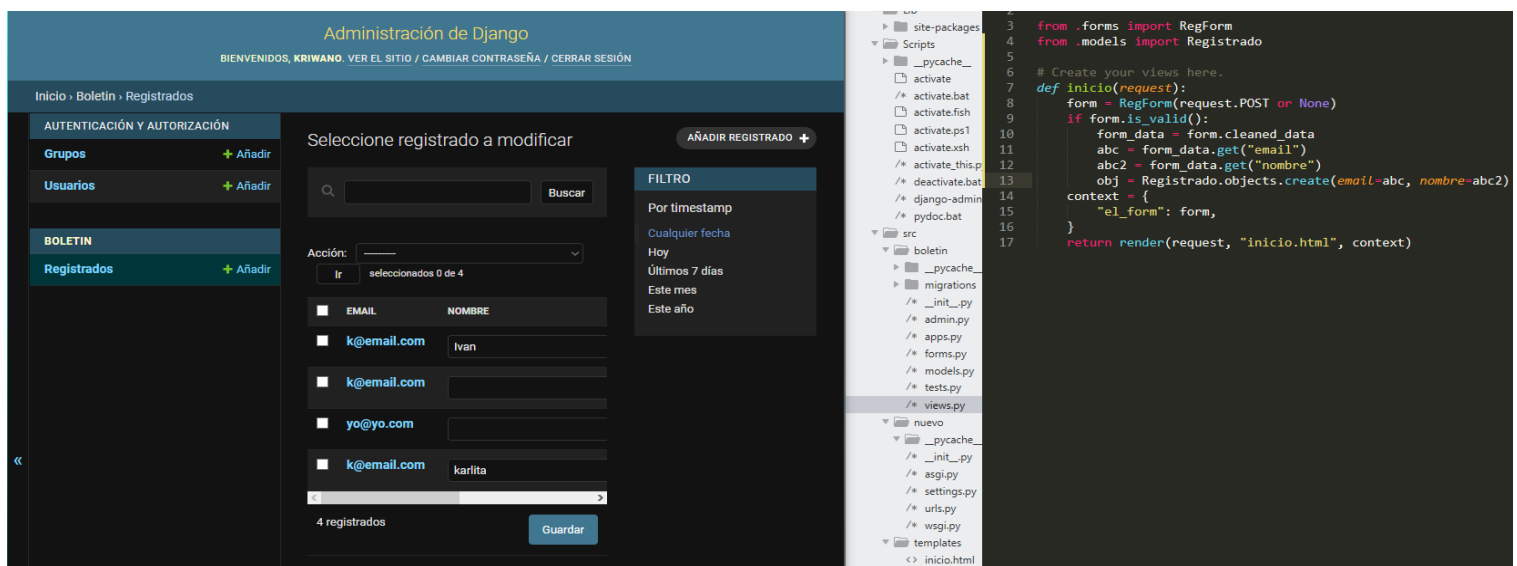 Administración de Django
BIENVENIDOS, KRIWANO. VER EL SITIO / CAMBIAR CONTRASEÑA / CERRAR SESIÓN
Inicio › Boletin › Registrados
AUTENTICACIÓN Y AUTORIZACIÓN
Grupos + Añadir
Usuarios + Añadir
BOLETIN
Registrados + Añadir
«
Seleccione registrado a modificar
AÑADIR REGISTRADO +
Buscar
Acción: ---------
Ir seleccionados 0 de 4
EMAIL NOMBRE
k@email.com Ivan
k@email.com
yo@yo.com
k@email.com karlita
4 registrados
Guardar
FILTRO
Por timestamp
Cualquier fecha
Hoy
Últimos 7 días
Este mes
Este año
site-packages
Scripts
__pycache__
activate
/* activate.bat
activate.fish
activate.ps1
activate.xsh
/* activate_this.p
/* deactivate.bat
/* django-admin
/* pydoc.bat
src
boletin
__pycache__
migrations
/* __init__.py
/* admin.py
/* apps.py
/* forms.py
/* models.py
/* tests.py
/* views.py
nuevo
__pycache__
/* __init__.py
/* asgi.py
/* settings.py
/* urls.py
/* wsgi.py
templates
<> inicio.html
3 from .forms import RegForm
4 from .models import Registrado
5
6 # Create your views here.
7 def inicio(request):
8 form = RegForm(request.POST or None)
9 if form.is_valid():
10 form_data = form.cleaned_data
11 abc = form_data.get("email")
12 abc2 = form_data.get("nombre")
13 obj = Registrado.objects.create(email=abc, nombre=abc2)
14 context = {
15 "el_form": form,
16 }
17 return render(request, "inicio.html", context)